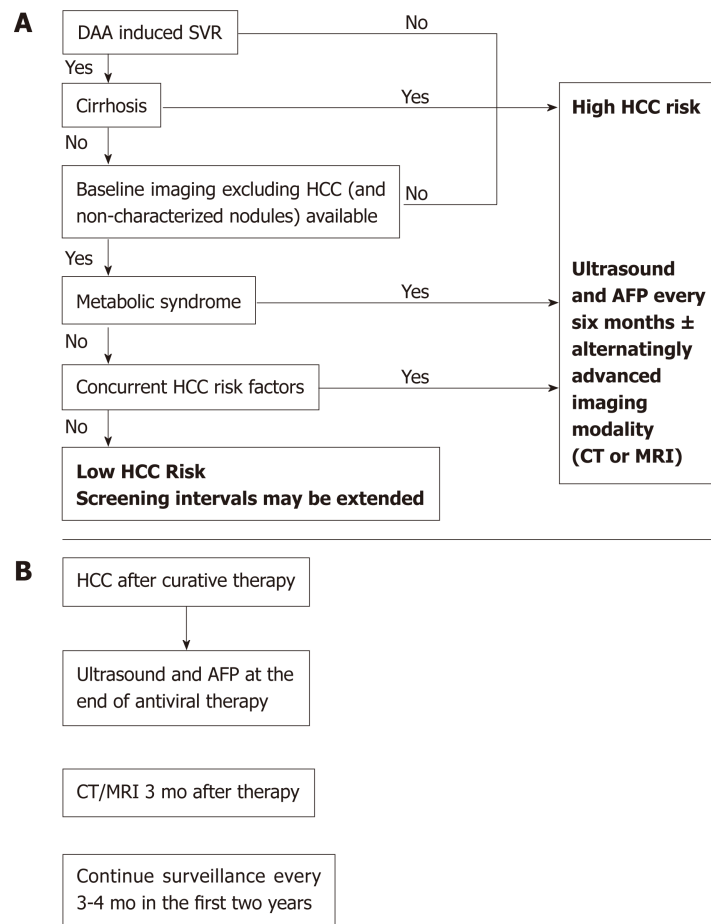 A
DAA induced SVR
No
Yes
Cirrhosis
Yes
High HCC risk
No
Baseline imaging excluding HCC (and
non-characterized nodules) available
No
Yes
Metabolic syndrome
Yes
Ultrasound
and AFP every
six months ±
alternatingly
advanced
imaging
modality
(CT or MRI)
No
Concurrent HCC risk factors
Yes
No
Low HCC Risk
Screening intervals may be extended
B
HCC after curative therapy
Ultrasound and AFP at the
end of antiviral therapy
CT/MRI 3 mo after therapy
Continue surveillance every
3-4 mo in the first two years